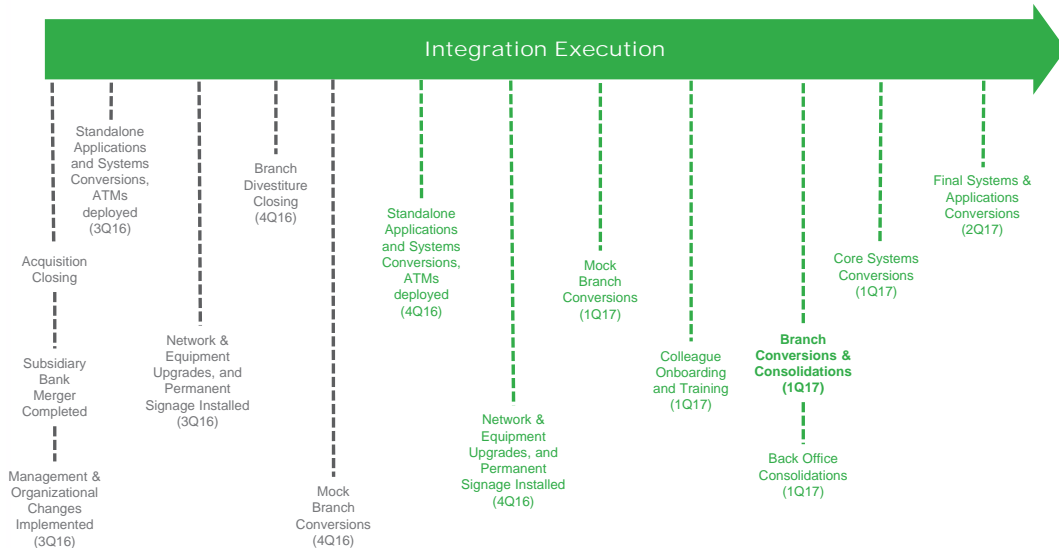 Integration Execution
Standalone
Applications
and Systems
Conversions,
ATMs
deployed
(3Q16)
Acquisition
Closing
Subsidiary
Bank
Merger
Completed
Management &
Organizational
Changes
Implemented
(3Q16)
Network &
Equipment
Upgrades, and
Permanent
Signage Installed
(3Q16)
Branch
Divestiture
Closing
(4Q16)
Mock
Branch
Conversions
(4Q16)
Standalone
Applications
and Systems
Conversions,
ATMs
deployed
(4Q16)
Network &
Equipment
Upgrades, and
Permanent
Signage Installed
(4Q16)
Mock
Branch
Conversions
(1Q17)
Colleague
Onboarding
and Training
(1Q17)
Branch
Conversions &
Consolidations
(1Q17)
Back Office
Consolidations
(1Q17)
Core Systems
Conversions
(1Q17)
Final Systems &
Applications
Conversions
(2Q17)